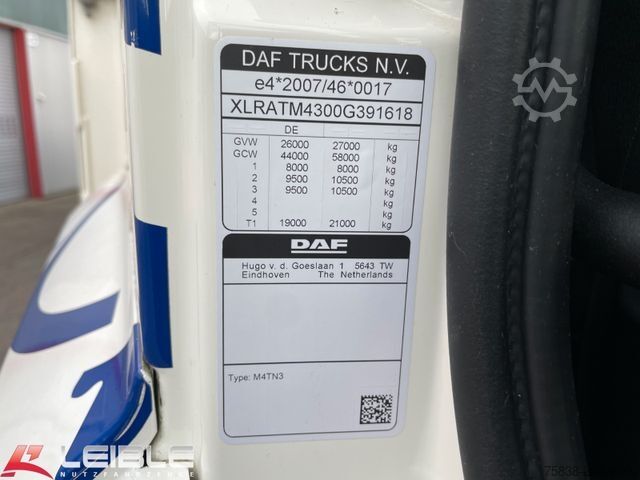 DAF TRUCKS N.V.
e4*2007/46*0017
XLRATM4300G391618
DE
GVW 26000 27000 kg
GCW 44000 58000 kg
1 8000 8000 kg
2 9500 10500 kg
3 9500 10500 kg
4 kg
5 kg
T1 19000 21000 kg
DAF
Hugo v. d. Goeslaan 1 5643 TW
Eindhoven The Netherlands
Type: M4TN3
LEIBLE
NUTZFAHRZEUGE